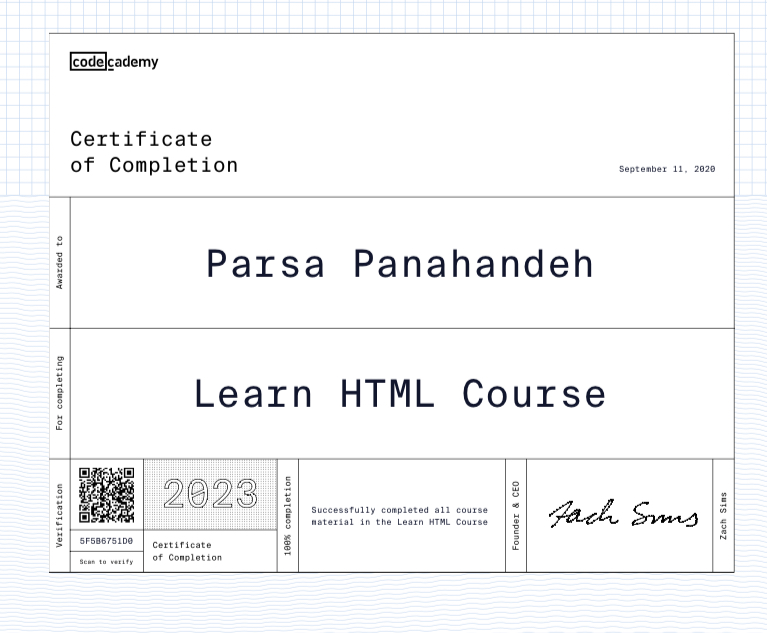 codecademy
Certificate
of Completion
September 11, 2020
Awarded to
Parsa Panahandeh
For completing
Learn HTML Course
Verification
5F5B6751D0
Scan to verify
2023
Certificate
of Completion
100% completion
Successfully completed all course
material in the Learn HTML Course
Founder & CEO
Zach Sims
Zach Sims